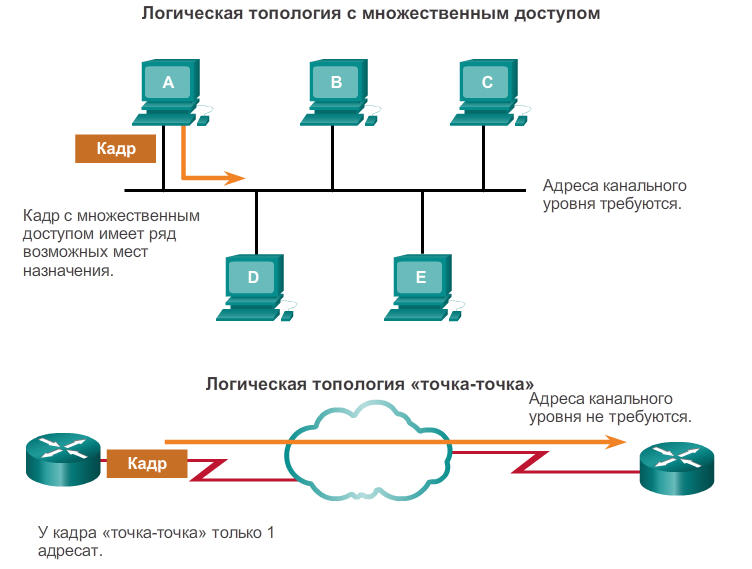 Логическая топология с множественным доступом
A
B
C
Кадр
Адреса канального
уровня требуются.
Кадр с множественным
доступом имеет ряд
возможных мест
назначения.
D
E
Логическая топология «точка-точка»
Адреса канального
уровня не требуются.
Кадр
У кадра «точка-точка» только 1
адресат.